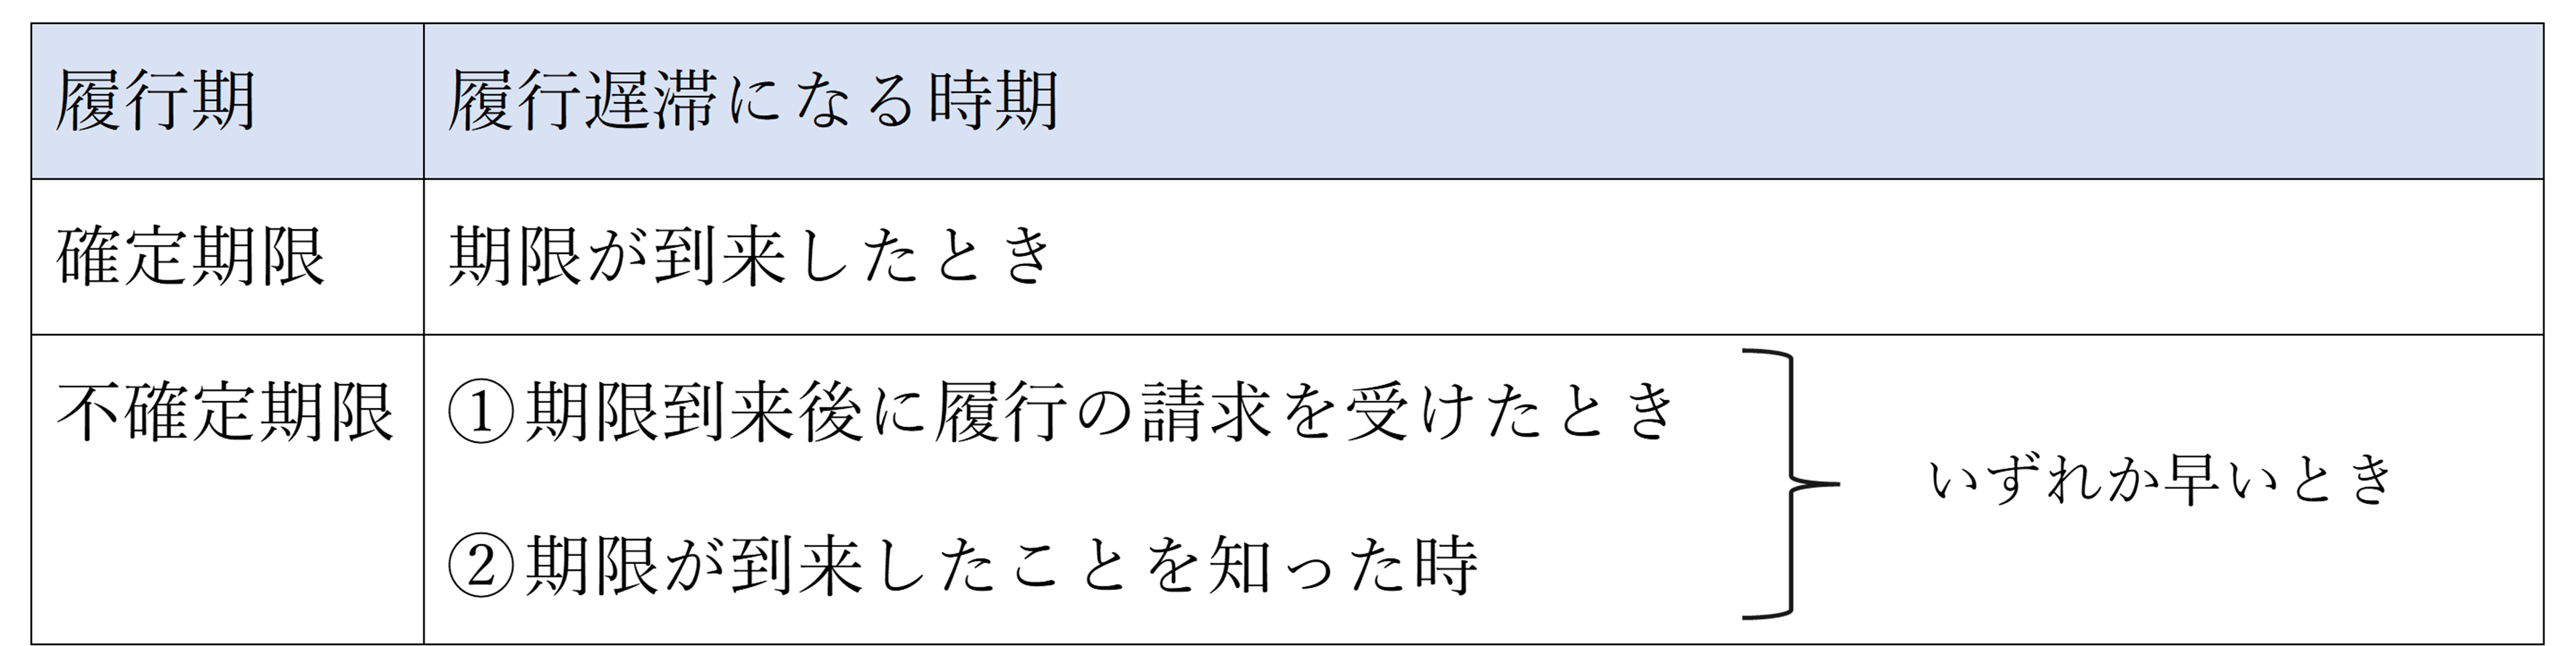 履行期
履行遅滞になる時期
確定期限
期限が到来したとき
不確定期限
①期限到来後に履行の請求を受けたとき
②期限が到来したことを知った時
いずれか早いとき